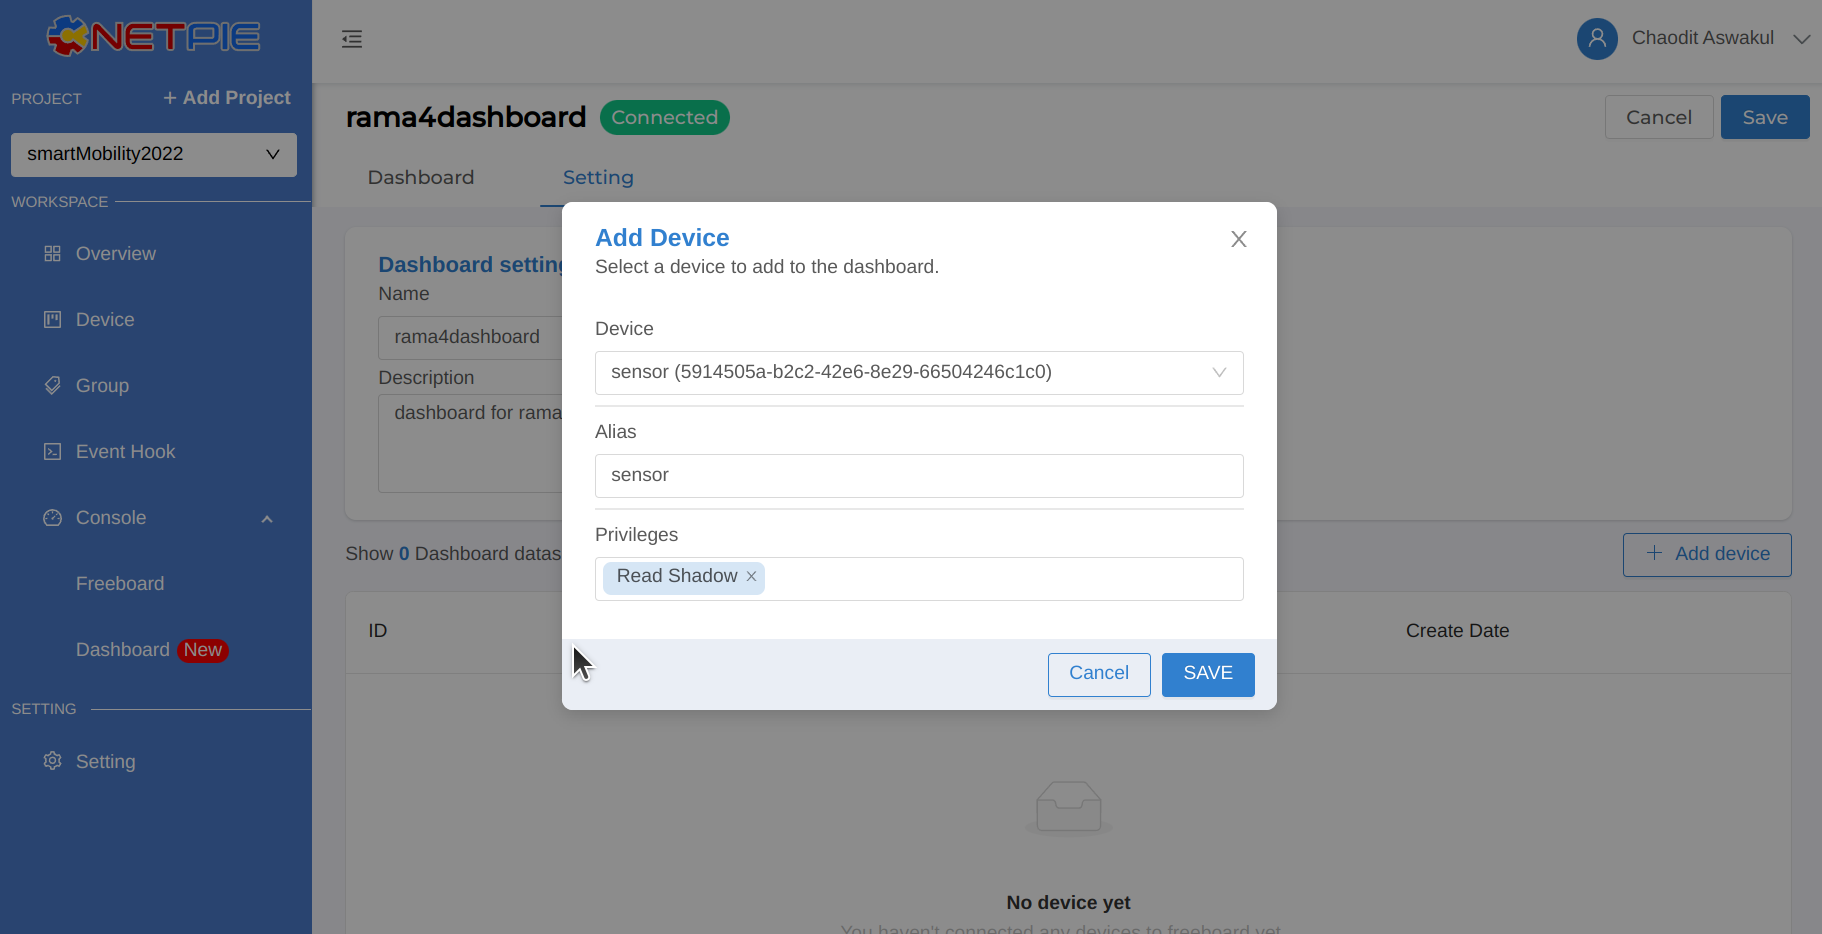 NETPIE
PROJECT
+ Add Project
smartMobility2022
WORKSPACE
Overview
Device
Group
Event Hook
Console
Freeboard
Dashboard New
SETTING
Setting
Chaodit Aswakul
rama4dashboard Connected
Cancel Save
Dashboard Setting
Dashboard setting
Name
rama4dashboard
Description
dashboard for rama
Show 0 Dashboard datas
+ Add device
ID Create Date
No device yet
You haven't connected any devices to freeboard yet
Add Device
Select a device to add to the dashboard.
Device
sensor (5914505a-b2c2-42e6-8e29-66504246c1c0)
Alias
sensor
Privileges
Read Shadow
Cancel SAVE